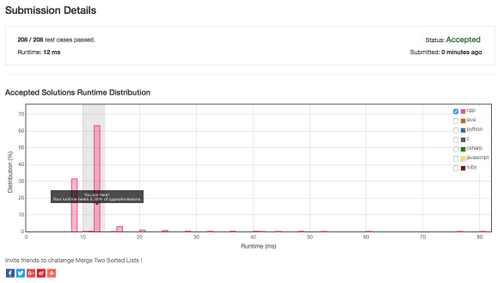 Submission Details
208 / 208 test cases passed.
Status: Accepted
Runtime: 12 ms
Submitted: 0 minutes ago
Accepted Solutions Runtime Distribution
70
60
50
40
30
20
10
0
Distribution (%)
cpp
java
python
c
csharp
javascript
ruby
You are here!
Your runtime beats of cppsubmissions.
0
10
20
30
40
50
60
70
80
Runtime (ms)
Invite friends to challenge Merge Two Sorted Lists !